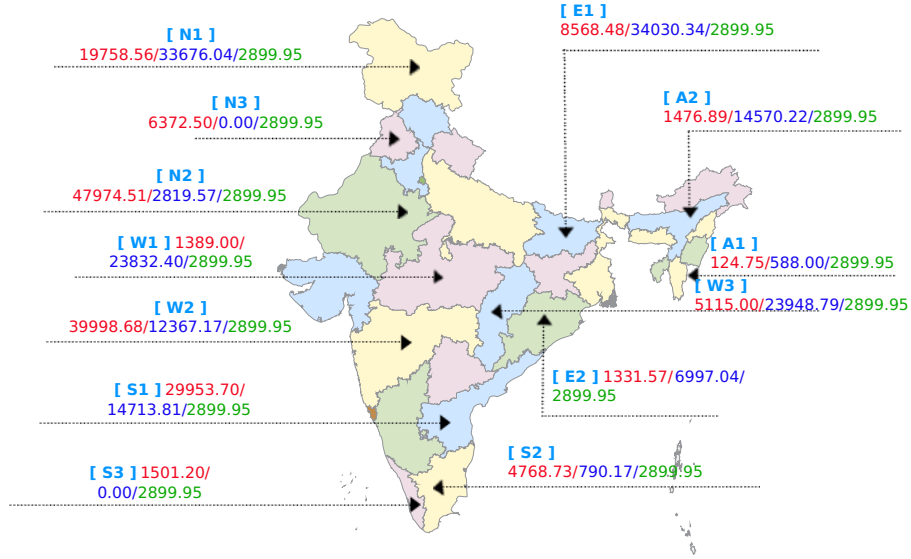 [ E1 ]
8568.48/34030.34/2899.95
[ N1 ]
19758.56/33676.04/2899.95
[ N3 ]
6372.50/0.00/2899.95
[ A2 ]
1476.89/14570.22/2899.95
[ N2 ]
47974.51/2819.57/2899.95
[ W1 ] 1389.00/
23832.40/2899.95
[ A1 ]
124.75/588.00/2899.95
[ W3 ]
5115.00/23948.79/2899.95
[ W2 ]
39998.68/12367.17/2899.95
[ E2 ] 1331.57/6997.04/
2899.95
[ S1 ] 29953.70/
14713.81/2899.95
[ S2 ]
4768.73/790.17/2899.95
[ S3 ] 1501.20/
0.00/2899.95